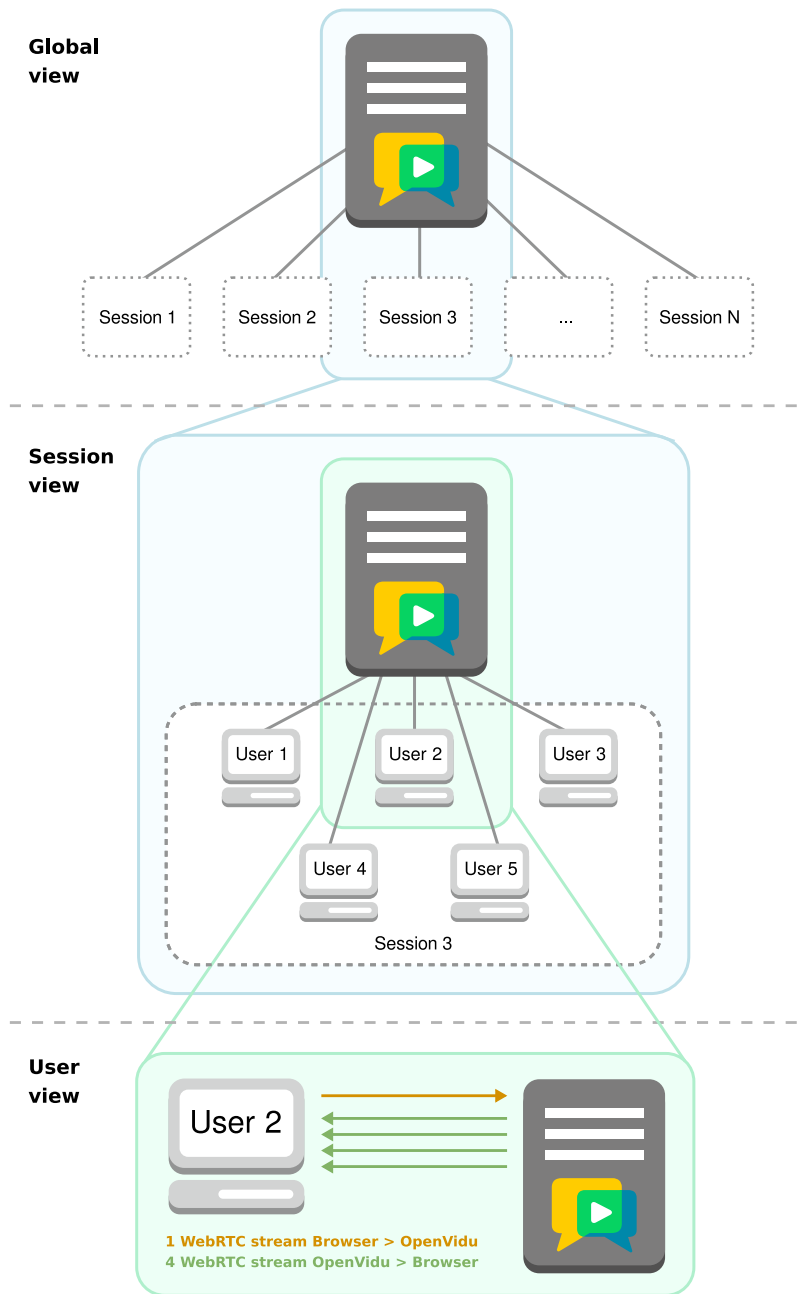 Global
view
Session 1
Session 2
Session 3
...
Session N
Session
view
User 1
User 2
User 3
User 4
User 5
Session 3
User
view
User 2
1 WebRTC stream Browser > OpenVidu
4 WebRTC stream OpenVidu > Browser